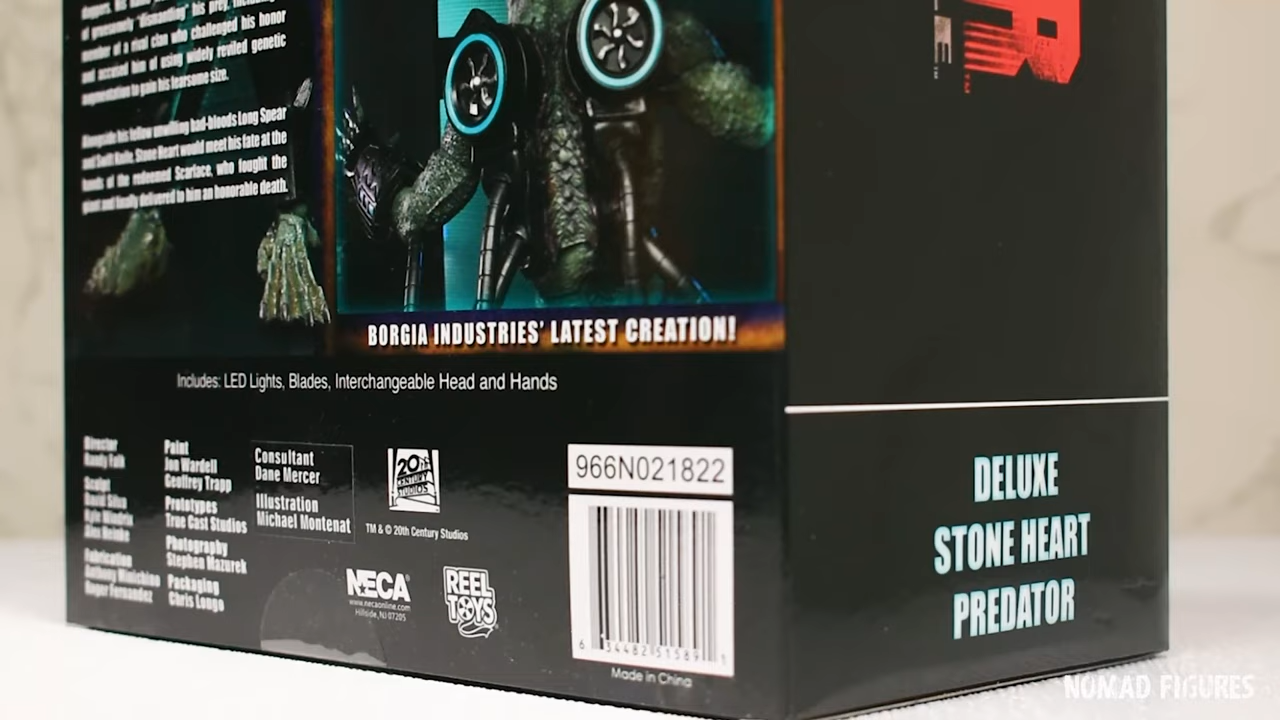 of gruesomely "dismantling" his prey, including
member of a rival clan who challenged his honor
and accused him of using widely reviled genetic
augmentation to gain his fearsome size.
Alongside his fellow unwilling bad-bloods Long Spear
and Swift Knife, Stone Heart would meet his fate at the
hands of the redeemed Scarface, who fought the
giant and finally delivered to him an honorable death.
BORGIA INDUSTRIES' LATEST CREATION!
Includes: LED Lights, Blades, Interchangeable Head and Hands
Director
Randy Falk
Sculpt
David Silva
Kyle Windrix
Alex Heinke
Fabrication
Anthony Minichino
Roger Fernandez
Paint
Jon Wardell
Geoffrey Trapp
Prototypes
True Cast Studios
Photography
Stephen Mazurek
Packaging
Chris Longo
Consultant
Dane Mercer
Illustration
Michael Montenat
20th
CENTURY
STUDIOS
TM & © 20th Century Studios
NECA®
www.necaonline.com
Hillside, NJ 07205
REEL
TOYS
966N021822
6 34482 51589 1
Made in China
DELUXE
STONE HEART
PREDATOR
NOMAD FIGURES